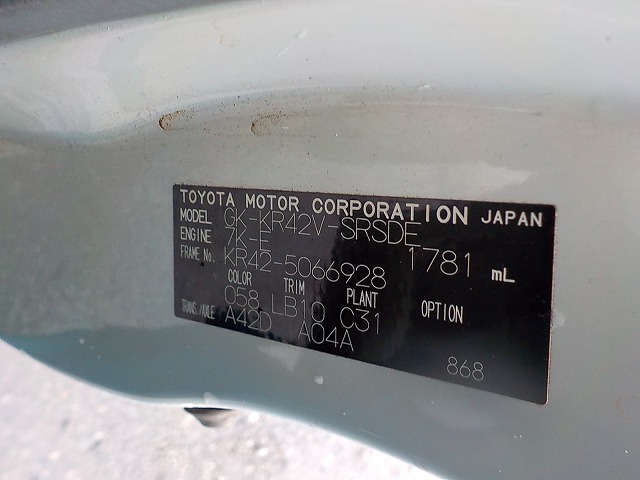 TOYOTA MOTOR CORPORATION JAPAN
MODEL GK-KR42V-SRSDE
ENGINE 7K-E 1781 mL
FRAME No. KR42-5066928
COLOR TRIM PLANT OPTION
058 LB10 C31
TRANS./AXLE A42D A04A
868